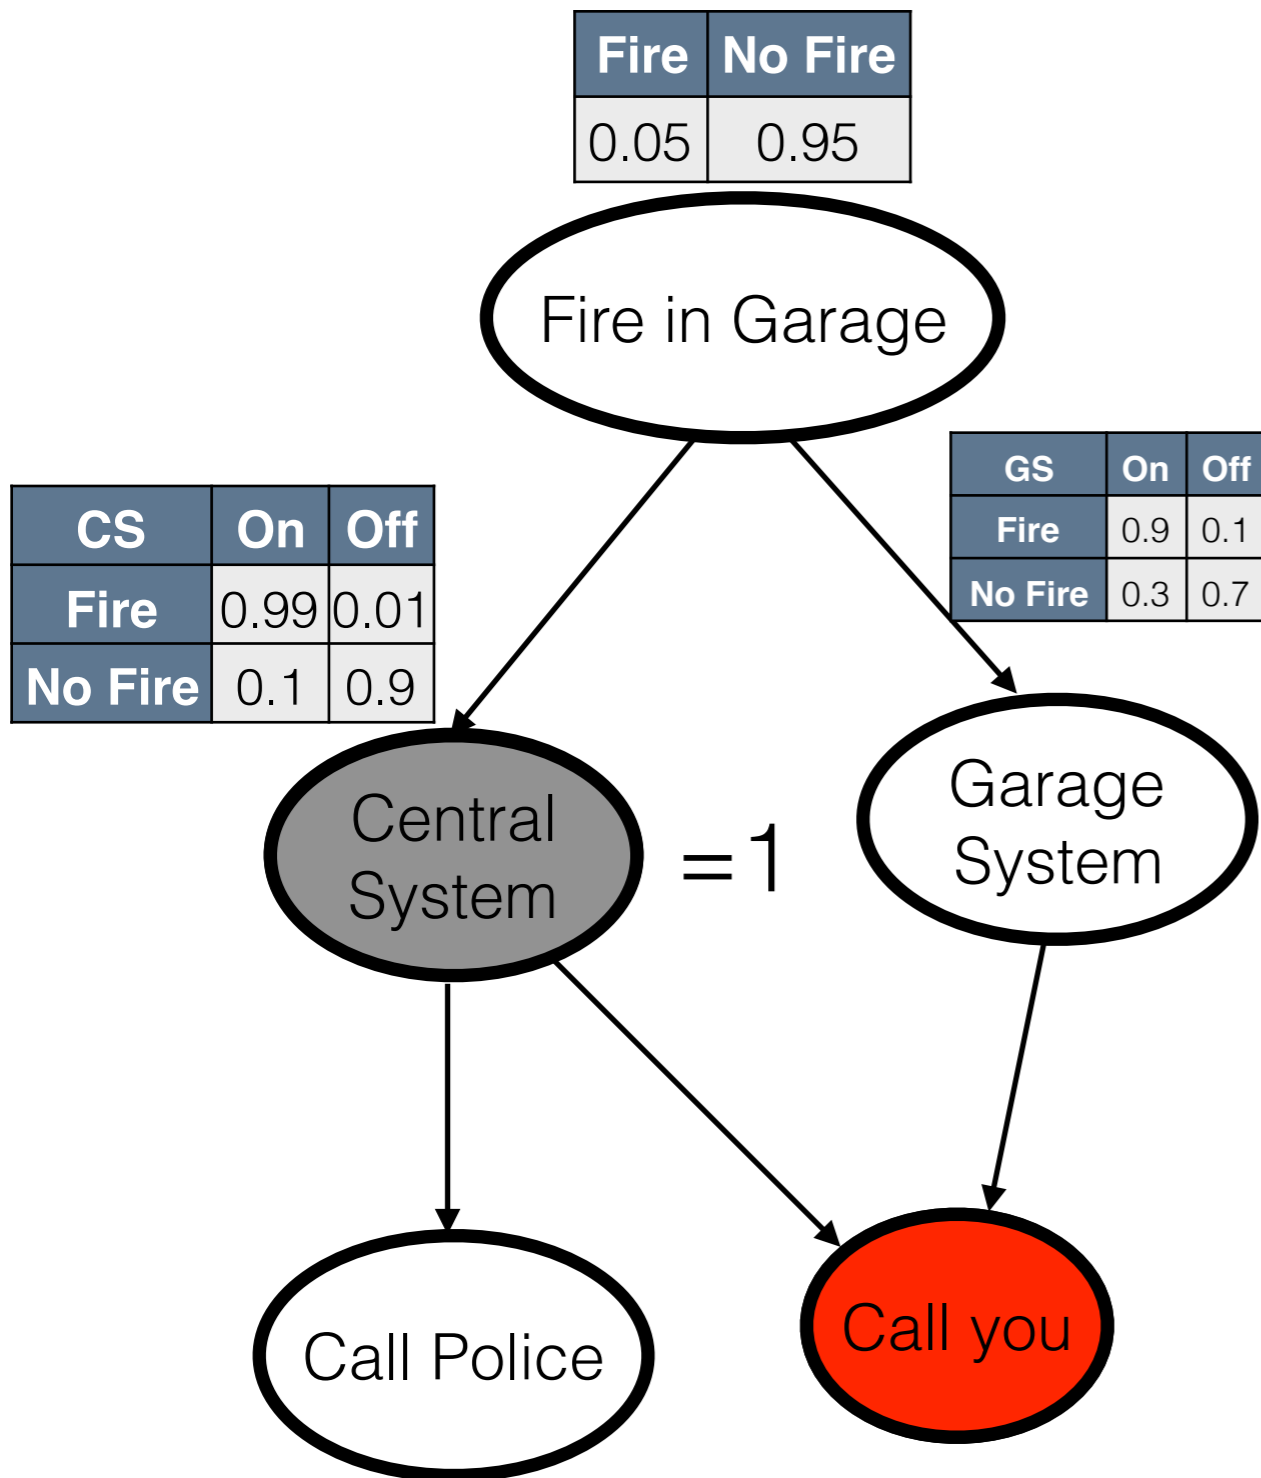 Fire No Fire
0.05 0.95
Fire in Garage
GS On Off
Fire 0.9 0.1
No Fire 0.3 0.7
CS On Off
Fire 0.99 0.01
No Fire 0.1 0.9
Central
System
=1
Garage
System
Call Police
Call you